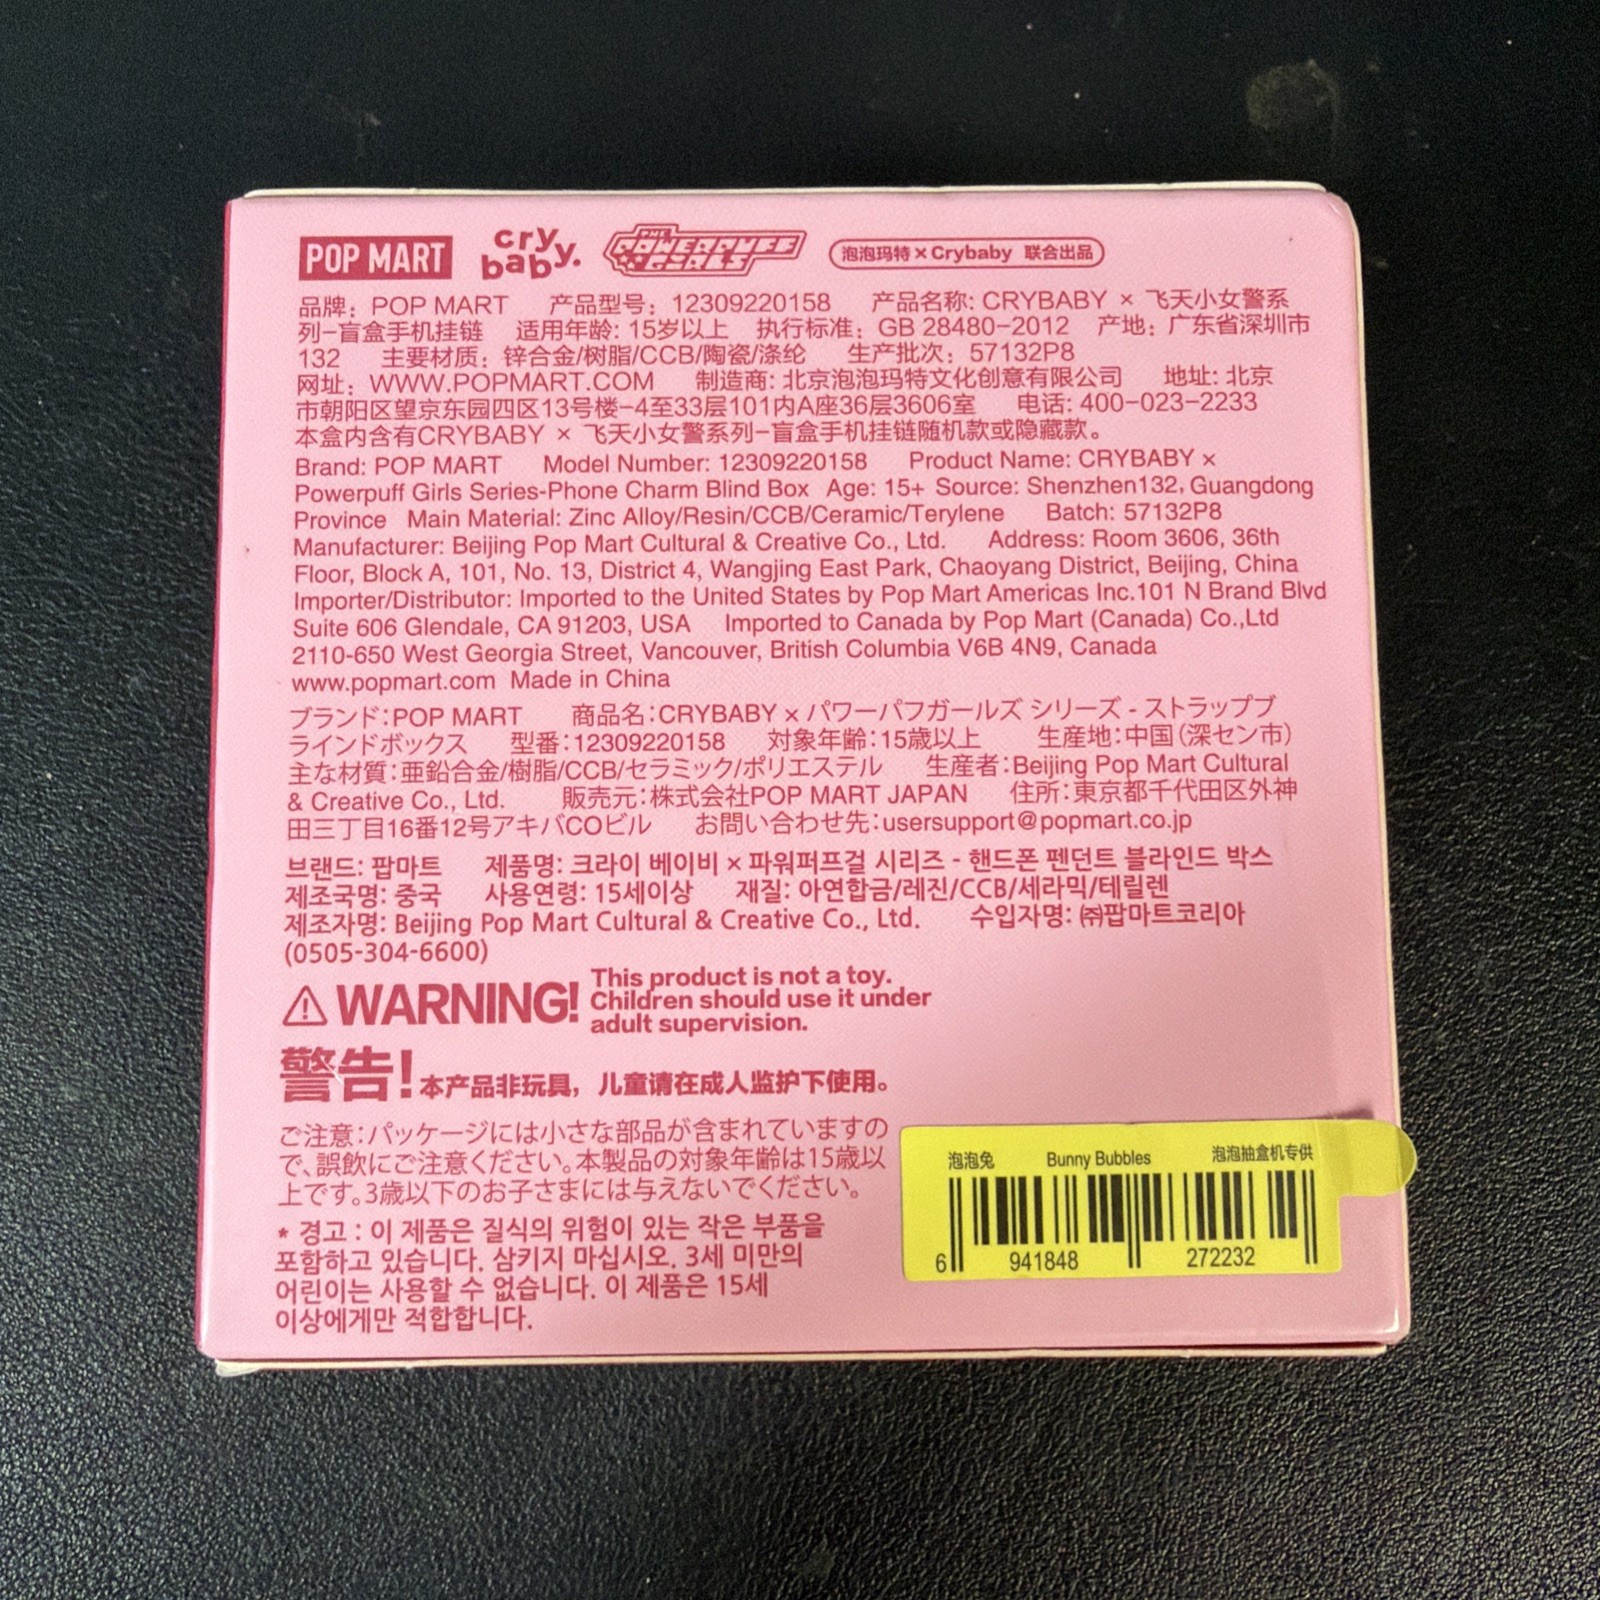 POP MART cry baby. THE POWERPUFF GIRLS 泡泡玛特×Crybaby 联合出品
品牌：POP MART 产品型号：12309220158 产品名称: CRYBABY × 飞天小女警系
列-盲盒手机挂链 适用年龄: 15岁以上 执行标准：GB 28480-2012 产地：广东省深圳市
132 主要材质：锌合金/树脂/CCB/陶瓷/涤纶 生产批次：57132P8
网址：WWW.POPMART.COM 制造商: 北京泡泡玛特文化创意有限公司 地址: 北京
市朝阳区望京东园四区13号楼-4至33层101内A座36层3606室 电话: 400-023-2233
本盒内含有CRYBABY × 飞天小女警系列-盲盒手机挂链随机款或隐藏款。
Brand: POP MART Model Number: 12309220158 Product Name: CRYBABY ×
Powerpuff Girls Series-Phone Charm Blind Box Age: 15+ Source: Shenzhen132, Guangdong
Province Main Material: Zinc Alloy/Resin/CCB/Ceramic/Terylene Batch: 57132P8
Manufacturer: Beijing Pop Mart Cultural & Creative Co., Ltd. Address: Room 3606, 36th
Floor, Block A, 101, No. 13, District 4, Wangjing East Park, Chaoyang District, Beijing, China
Importer/Distributor: Imported to the United States by Pop Mart Americas Inc.101 N Brand Blvd
Suite 606 Glendale, CA 91203, USA Imported to Canada by Pop Mart (Canada) Co.,Ltd
2110-650 West Georgia Street, Vancouver, British Columbia V6B 4N9, Canada
www.popmart.com Made in China
ブランド：POP MART 商品名：CRYBABY × パワーパフガールズ シリーズ - ストラップブ
ラインドボックス 型番：12309220158 対象年齢：15歳以上 生産地：中国（深セン市）
主な材質：亜鉛合金/樹脂/CCB/セラミック/ポリエステル 生産者：Beijing Pop Mart Cultural
& Creative Co., Ltd. 販売元：株式会社POP MART JAPAN 住所：東京都千代田区外神
田三丁目16番12号アキバCOビル お問い合わせ先：usersupport@popmart.co.jp
브랜드: 팝마트 제품명: 크라이 베이비 × 파워퍼프걸 시리즈 - 핸드폰 펜던트 블라인드 박스
제조국명: 중국 사용연령: 15세이상 재질: 아연합금/레진/CCB/세라믹/테릴렌
제조자명: Beijing Pop Mart Cultural & Creative Co., Ltd. 수입자명: ㈜팝마트코리아
(0505-304-6600)
⚠ WARNING! This product is not a toy.
Children should use it under
adult supervision.
警告! 本产品非玩具，儿童请在成人监护下使用。
ご注意：パッケージには小さな部品が含まれていますの
で、誤飲にご注意ください。本製品の対象年齢は15歳以
上です。3歳以下のお子さまには与えないでください。
* 경고 : 이 제품은 질식의 위험이 있는 작은 부품을
포함하고 있습니다. 삼키지 마십시오. 3세 미만의
어린이는 사용할 수 없습니다. 이 제품은 15세
이상에게만 적합합니다.
泡泡兔 Bunny Bubbles 泡泡抽盒机专供
6 941848 272232